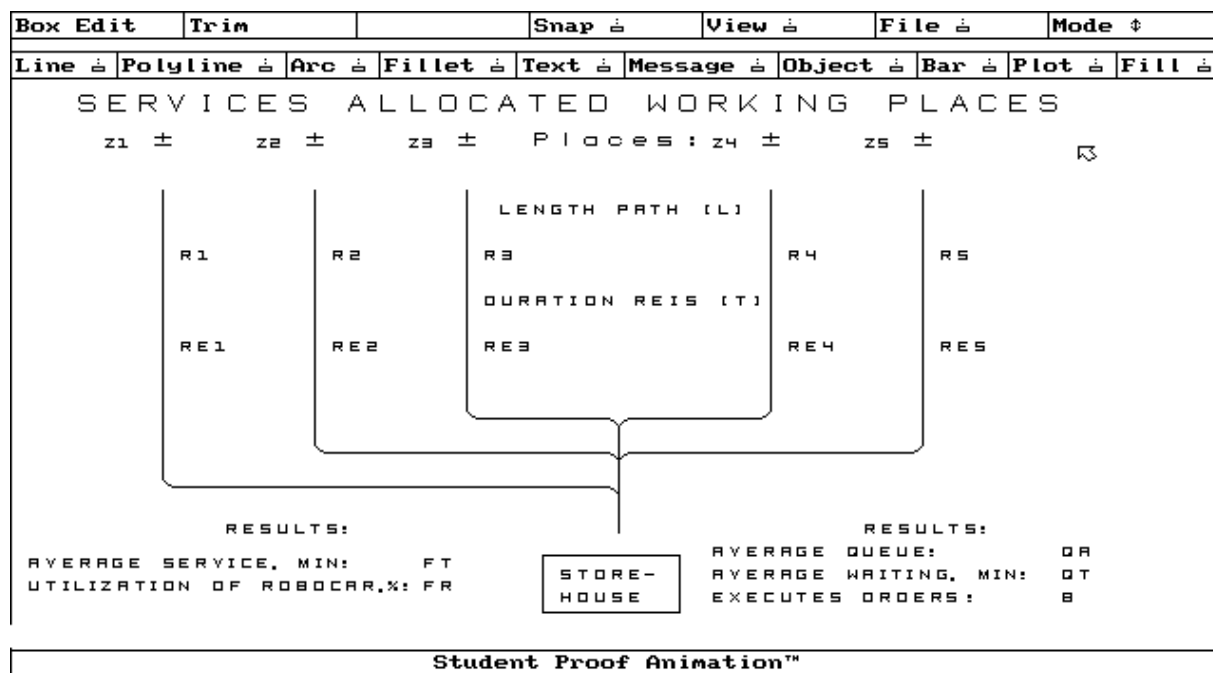 Box Edit Trim Snap View File Mode
Line Polyline Arc Fillet Text Message Object Bar Plot Fill
SERVICES ALLOCATED WORKING PLACES
Z1 ± Z2 ± Z3 ± Places: Z4 ± Z5 ±
LENGTH PATH [L]
R1 R2 R3 R4 R5
DURATION REIS [T]
RE1 RE2 RE3 RE4 RE5
RESULTS:
AVERAGE SERVICE, MIN: FT
UTILIZATION OF ROBOCAR,%: FR
STORE-
HOUSE
RESULTS:
AVERAGE QUEUE: QA
AVERAGE WAITING, MIN: QT
EXECUTES ORDERS: B
Student Proof Animation™